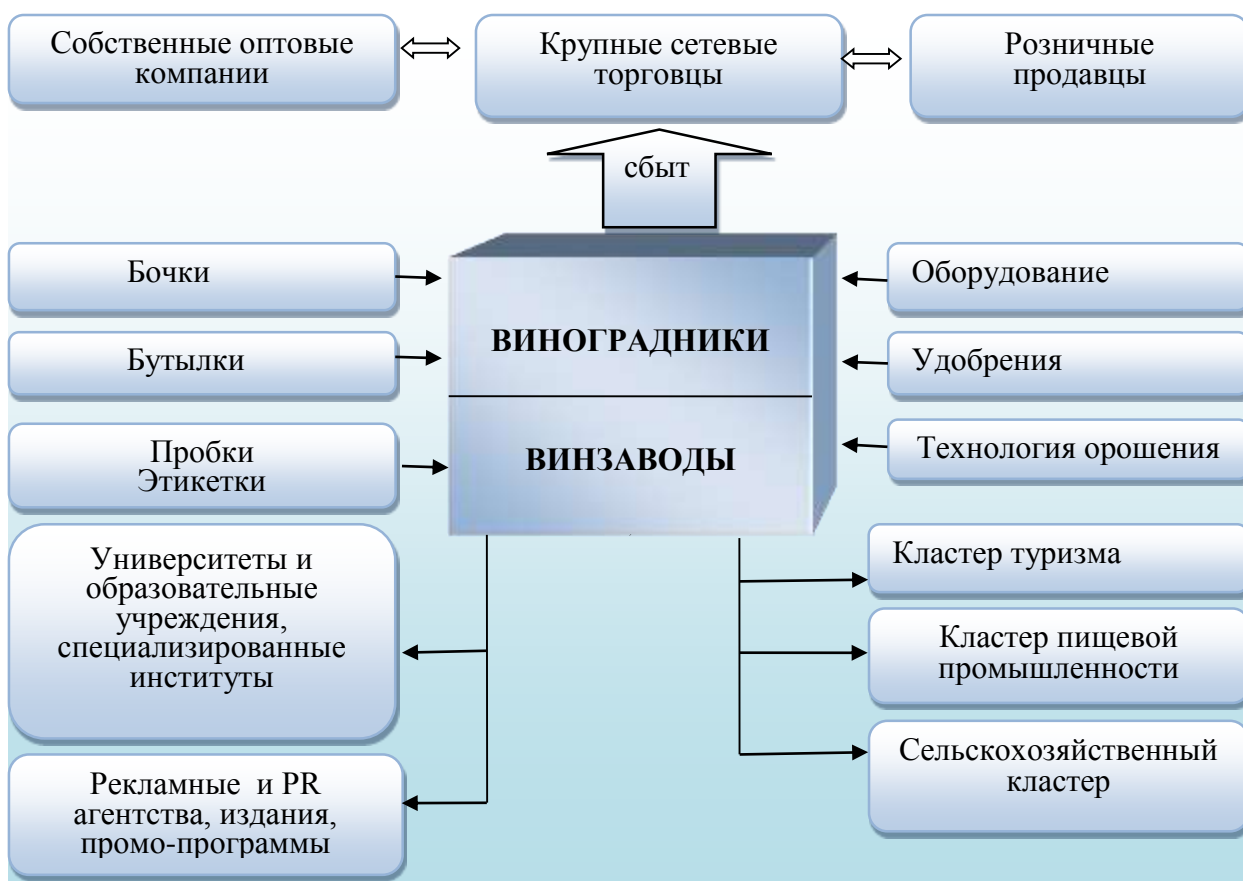 Собственные оптовые
компании
Крупные сетевые
торговцы
Розничные
продавцы
сбыт
Бочки
Бутылки
Пробки
Этикетки
ВИНОГРАДНИКИ
ВИНЗАВОДЫ
Оборудование
Удобрения
Технология орошения
Университеты и
образовательные
учреждения,
специализированные
институты
Рекламные и PR
агентства, издания,
промо-программы
Кластер туризма
Кластер пищевой
промышленности
Сельскохозяйственный
кластер